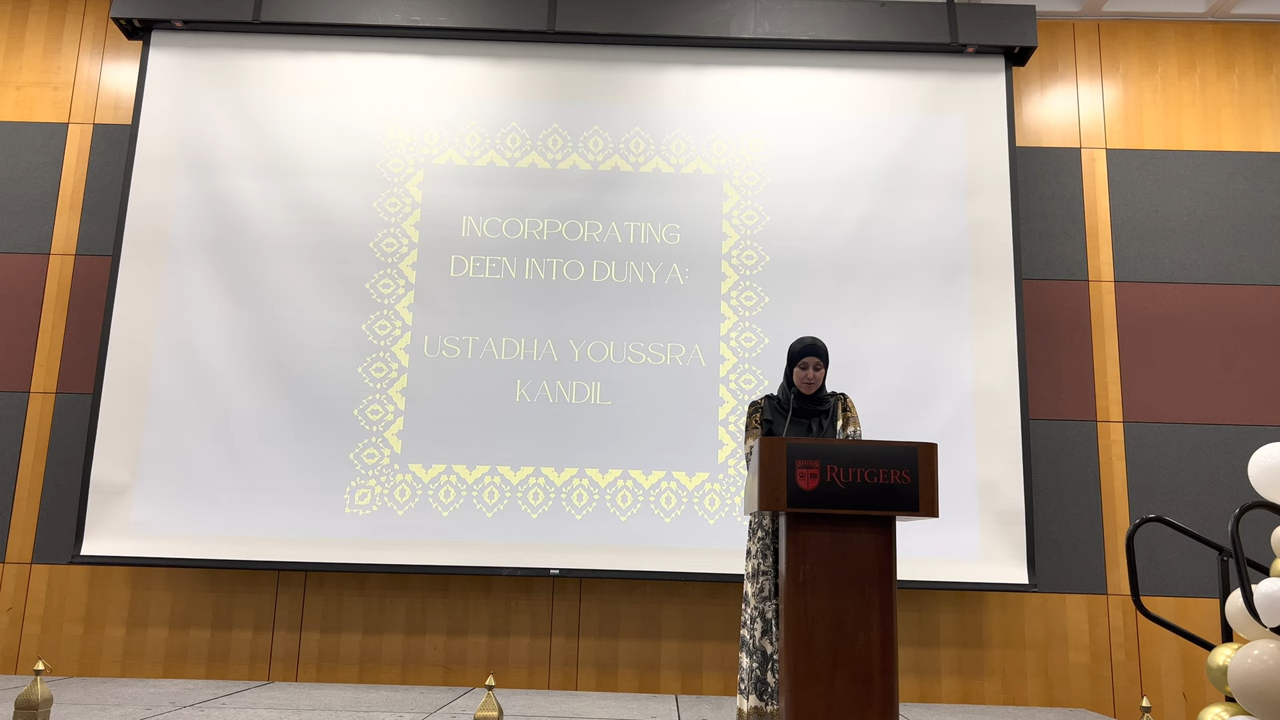 INCORPORATING
DEEN INTO DUNYA:
USTADHA YOUSSRA
KANDIL
RUTGERS